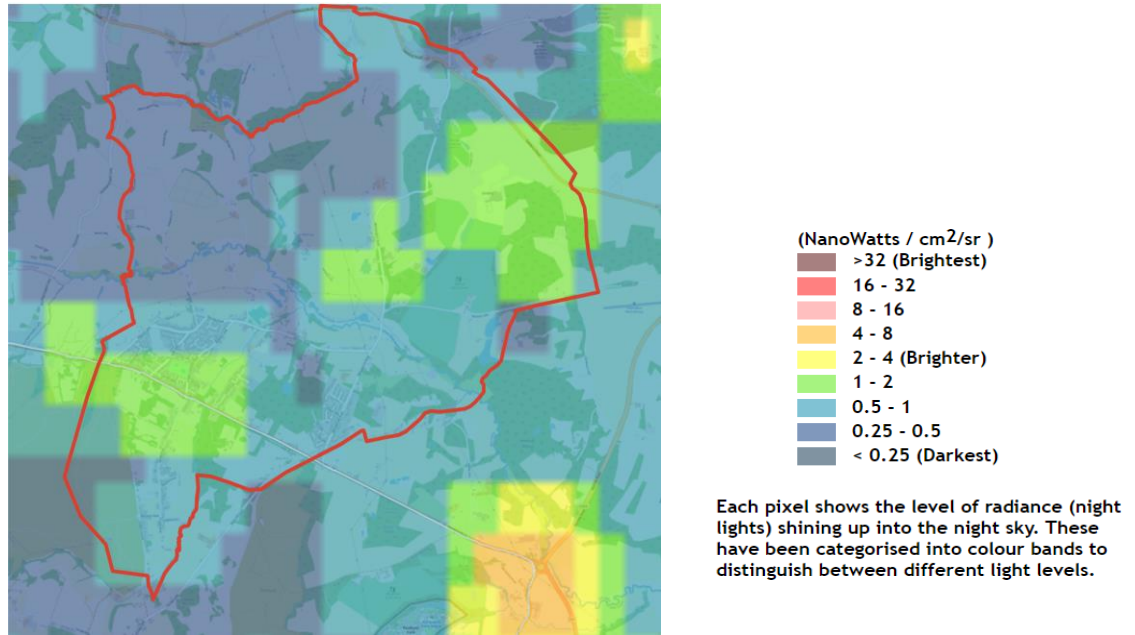 (NanoWatts / cm2/sr )
>32 (Brightest)
16 - 32
8 - 16
4 - 8
2 - 4 (Brighter)
1 - 2
0.5 - 1
0.25 - 0.5
< 0.25 (Darkest)
Each pixel shows the level of radiance (night
lights) shining up into the night sky. These
have been categorised into colour bands to
distinguish between different light levels.